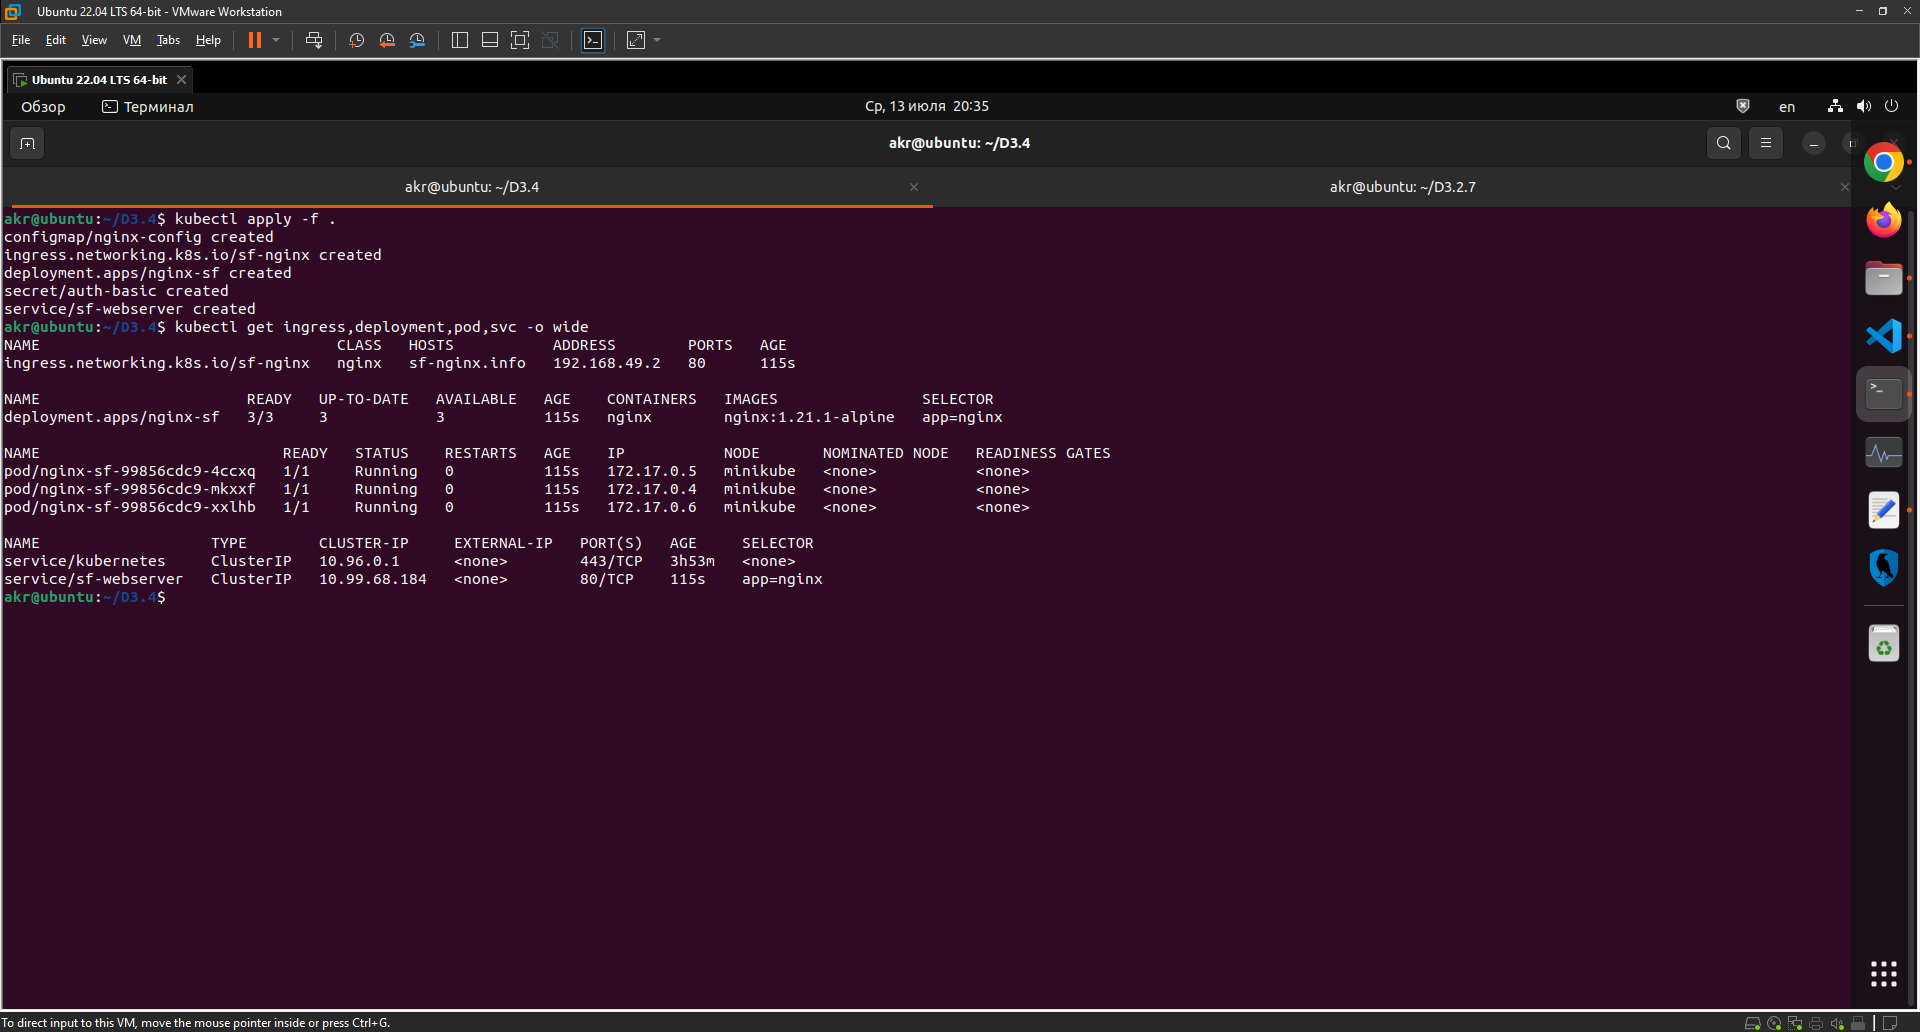 Ubuntu 22.04 LTS 64-bit - VMware Workstation
File Edit View VM Tabs Help
Ubuntu 22.04 LTS 64-bit
Обзор Терминал Ср, 13 июля 20:35 en
akr@ubuntu: ~/D3.4
akr@ubuntu: ~/D3.4 akr@ubuntu: ~/D3.2.7
akr@ubuntu:~/D3.4$ kubectl apply -f .
configmap/nginx-config created
ingress.networking.k8s.io/sf-nginx created
deployment.apps/nginx-sf created
secret/auth-basic created
service/sf-webserver created
akr@ubuntu:~/D3.4$ kubectl get ingress,deployment,pod,svc -o wide
NAME CLASS HOSTS ADDRESS PORTS AGE
ingress.networking.k8s.io/sf-nginx nginx sf-nginx.info 192.168.49.2 80 115s
NAME READY UP-TO-DATE AVAILABLE AGE CONTAINERS IMAGES SELECTOR
deployment.apps/nginx-sf 3/3 3 3 115s nginx nginx:1.21.1-alpine app=nginx
NAME READY STATUS RESTARTS AGE IP NODE NOMINATED NODE READINESS GATES
pod/nginx-sf-99856cdc9-4ccxq 1/1 Running 0 115s 172.17.0.5 minikube <none> <none>
pod/nginx-sf-99856cdc9-mkxxf 1/1 Running 0 115s 172.17.0.4 minikube <none> <none>
pod/nginx-sf-99856cdc9-xxlhb 1/1 Running 0 115s 172.17.0.6 minikube <none> <none>
NAME TYPE CLUSTER-IP EXTERNAL-IP PORT(S) AGE SELECTOR
service/kubernetes ClusterIP 10.96.0.1 <none> 443/TCP 3h53m <none>
service/sf-webserver ClusterIP 10.99.68.184 <none> 80/TCP 115s app=nginx
akr@ubuntu:~/D3.4$
To direct input to this VM, move the mouse pointer inside or press Ctrl+G.